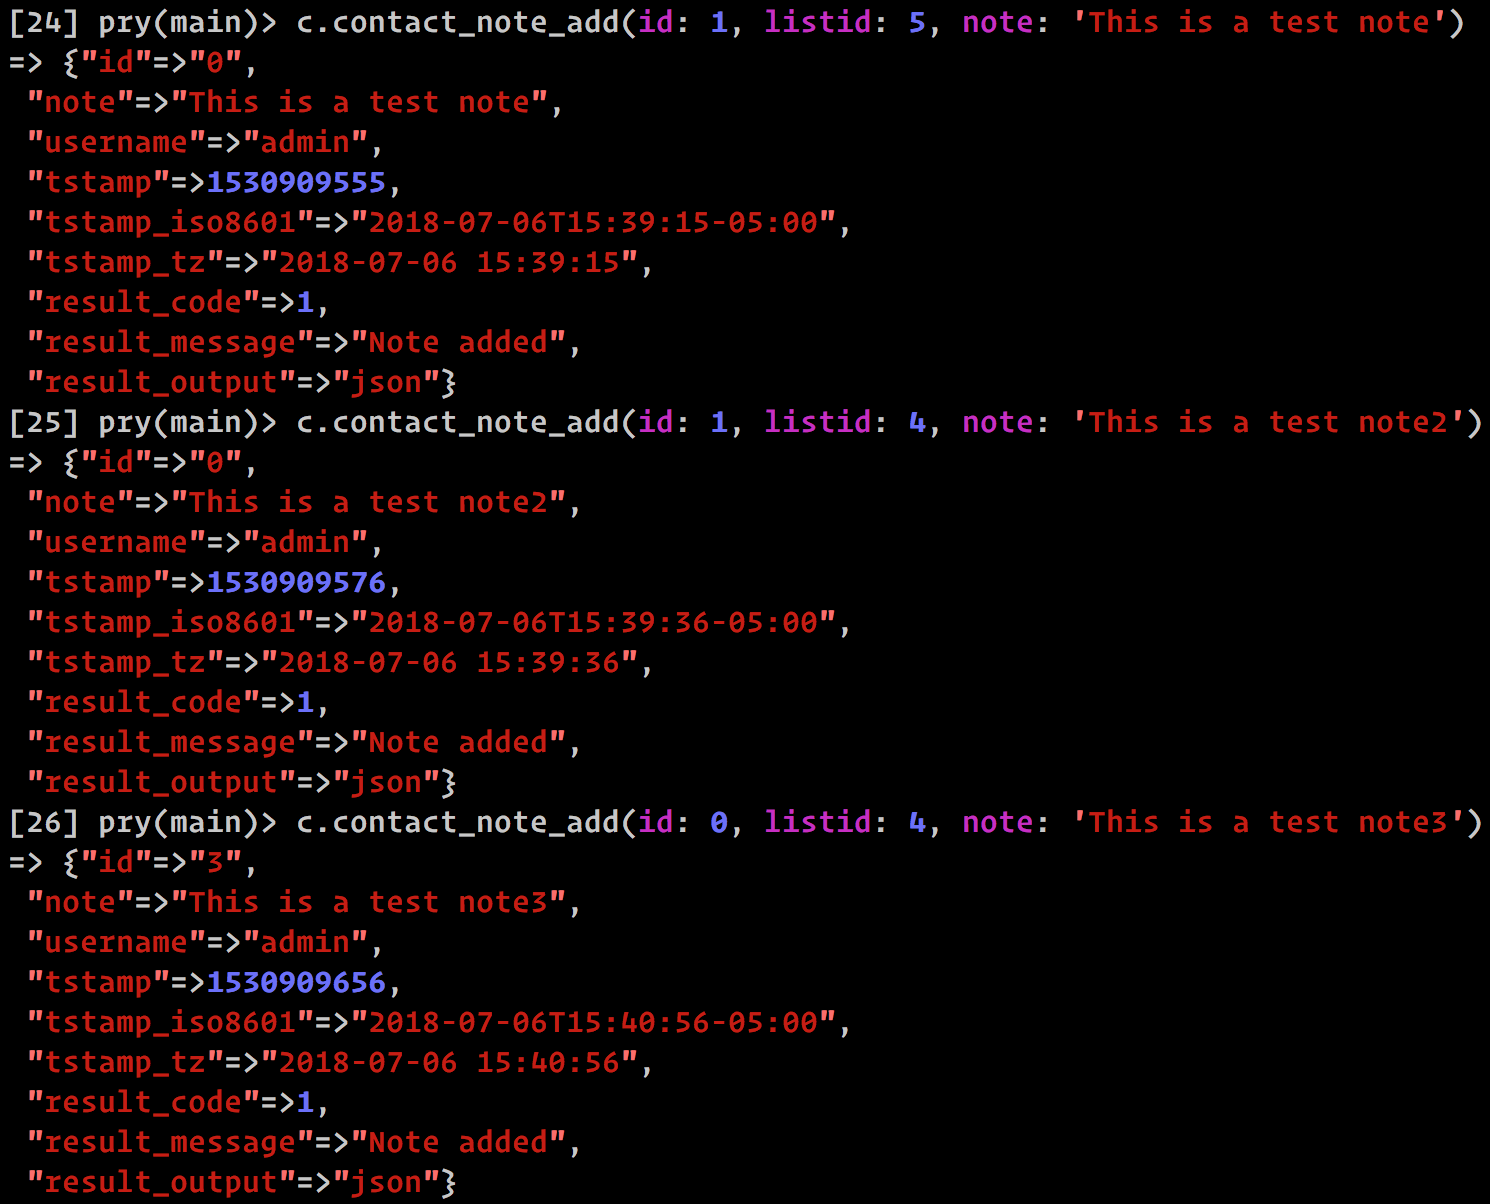 [24] pry(main)> c.contact_note_add(id: 1, listid: 5, note: 'This is a test note')
=> {"id"=>"0",
 "note"=>"This is a test note",
 "username"=>"admin",
 "tstamp"=>1530909555,
 "tstamp_iso8601"=>"2018-07-06T15:39:15-05:00",
 "tstamp_tz"=>"2018-07-06 15:39:15",
 "result_code"=>1,
 "result_message"=>"Note added",
 "result_output"=>"json"}
[25] pry(main)> c.contact_note_add(id: 1, listid: 4, note: 'This is a test note2')
=> {"id"=>"0",
 "note"=>"This is a test note2",
 "username"=>"admin",
 "tstamp"=>1530909576,
 "tstamp_iso8601"=>"2018-07-06T15:39:36-05:00",
 "tstamp_tz"=>"2018-07-06 15:39:36",
 "result_code"=>1,
 "result_message"=>"Note added",
 "result_output"=>"json"}
[26] pry(main)> c.contact_note_add(id: 0, listid: 4, note: 'This is a test note3')
=> {"id"=>"3",
 "note"=>"This is a test note3",
 "username"=>"admin",
 "tstamp"=>1530909656,
 "tstamp_iso8601"=>"2018-07-06T15:40:56-05:00",
 "tstamp_tz"=>"2018-07-06 15:40:56",
 "result_code"=>1,
 "result_message"=>"Note added",
 "result_output"=>"json"}